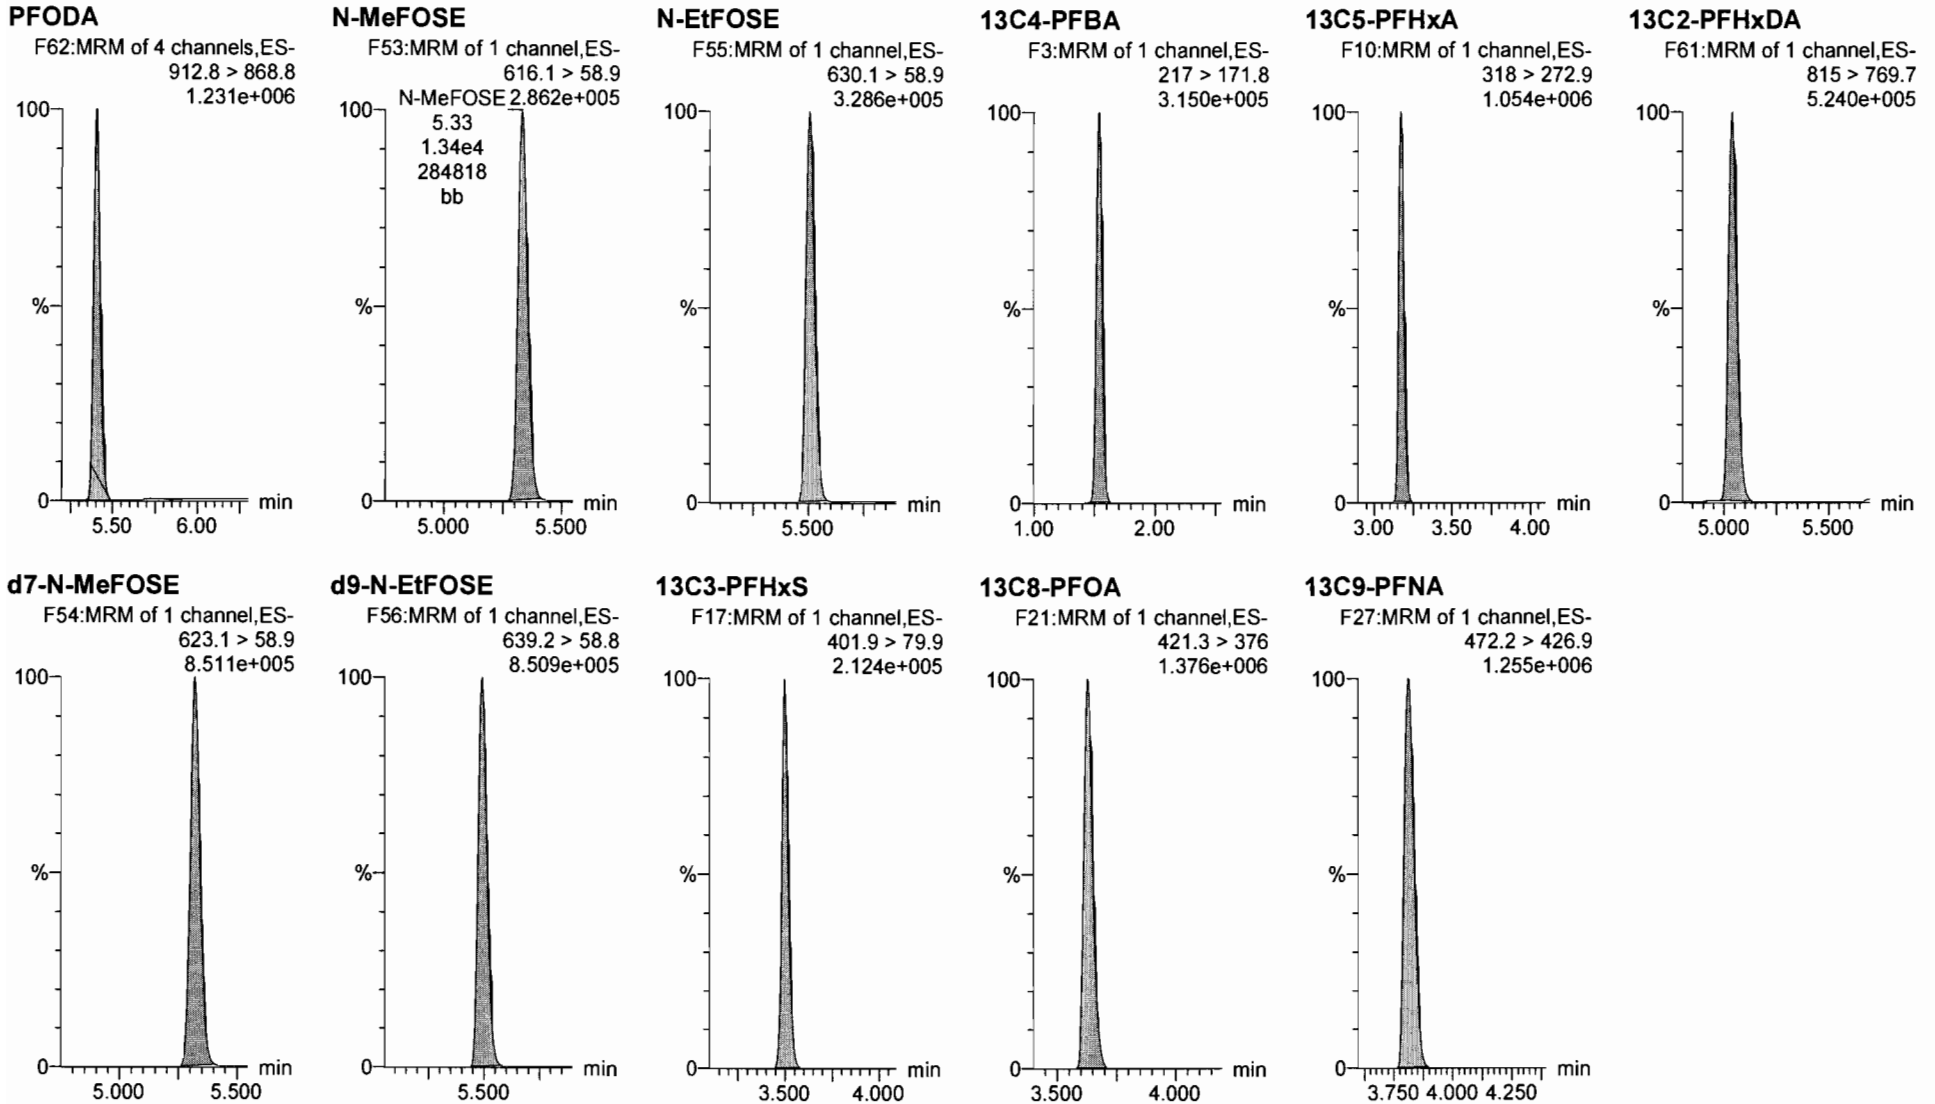 PFODA
F62:MRM of 4 channels,ES-
912.8 > 868.8
1.231e+006
100
%
0
min
5.50 6.00
N-MeFOSE
F53:MRM of 1 channel,ES-
616.1 > 58.9
N-MeFOSE 2.862e+005
5.33
1.34e4
284818
bb
100
%
0
min
5.000 5.500
N-EtFOSE
F55:MRM of 1 channel,ES-
630.1 > 58.9
3.286e+005
100
%
0
min
5.500
13C4-PFBA
F3:MRM of 1 channel,ES-
217 > 171.8
3.150e+005
100
%
0
min
1.00 2.00
13C5-PFHxA
F10:MRM of 1 channel,ES-
318 > 272.9
1.054e+006
100
%
0
min
3.00 3.50 4.00
13C2-PFHxDA
F61:MRM of 1 channel,ES-
815 > 769.7
5.240e+005
100
%
0
min
5.000 5.500
d7-N-MeFOSE
F54:MRM of 1 channel,ES-
623.1 > 58.9
8.511e+005
100
%
0
min
5.000 5.500
d9-N-EtFOSE
F56:MRM of 1 channel,ES-
639.2 > 58.8
8.509e+005
100
%
0
min
5.500
13C3-PFHxS
F17:MRM of 1 channel,ES-
401.9 > 79.9
2.124e+005
100
%
0
min
3.500 4.000
13C8-PFOA
F21:MRM of 1 channel,ES-
421.3 > 376
1.376e+006
100
%
0
min
3.500 4.000
13C9-PFNA
F27:MRM of 1 channel,ES-
472.2 > 426.9
1.255e+006
100
%
0
min
3.750 4.000 4.250